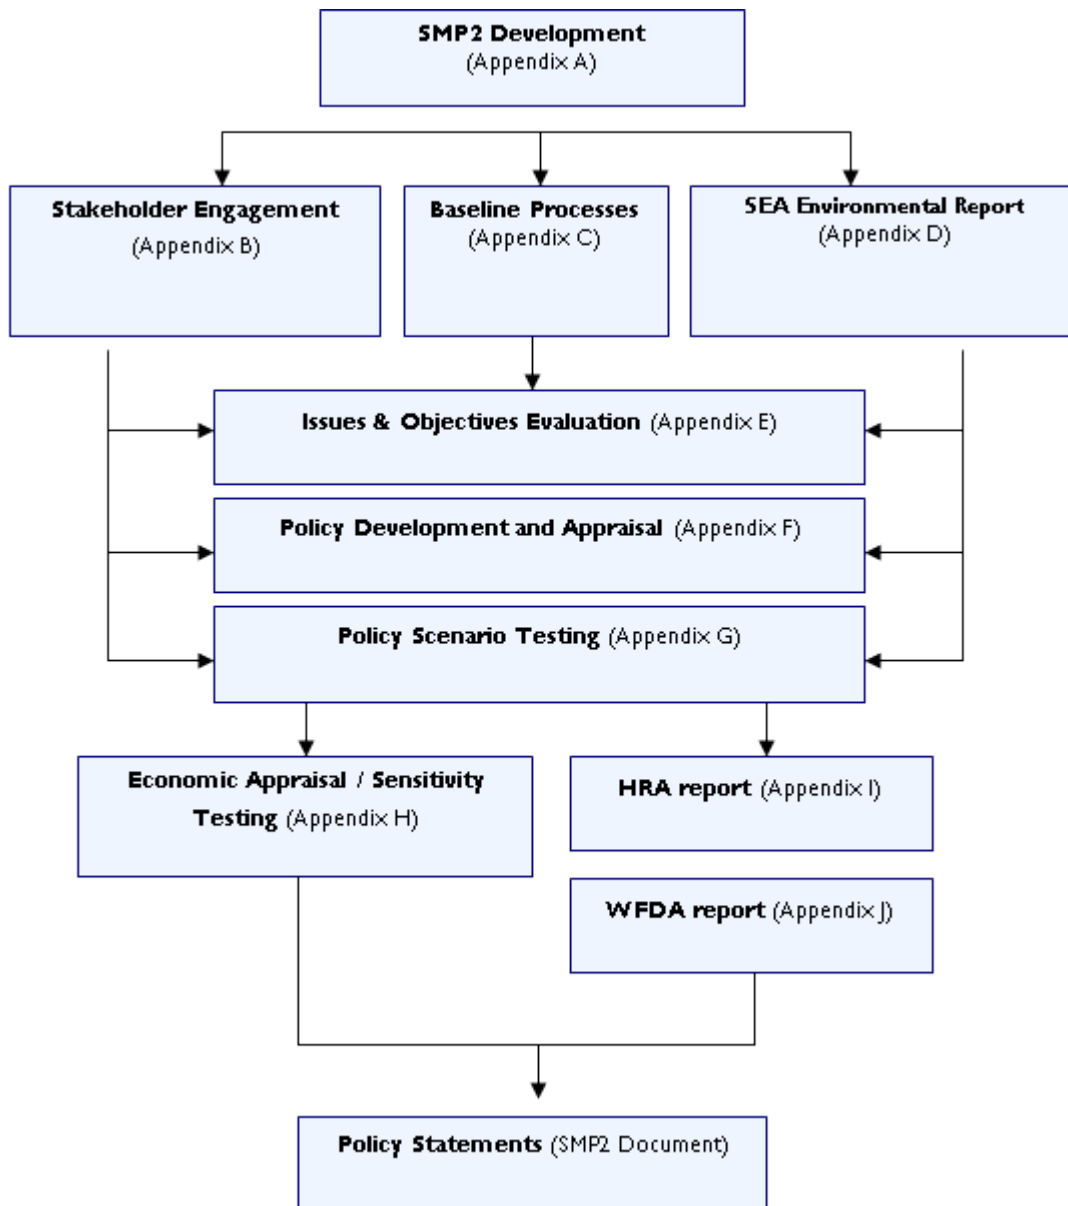 SMP2 Development
(Appendix A)
Stakeholder Engagement
(Appendix B)
Baseline Processes
(Appendix C)
SEA Environmental Report
(Appendix D)
Issues & Objectives Evaluation (Appendix E)
Policy Development and Appraisal (Appendix F)
Policy Scenario Testing (Appendix G)
Economic Appraisal / Sensitivity
Testing (Appendix H)
HRA report (Appendix I)
WFDA report (Appendix J)
Policy Statements (SMP2 Document)